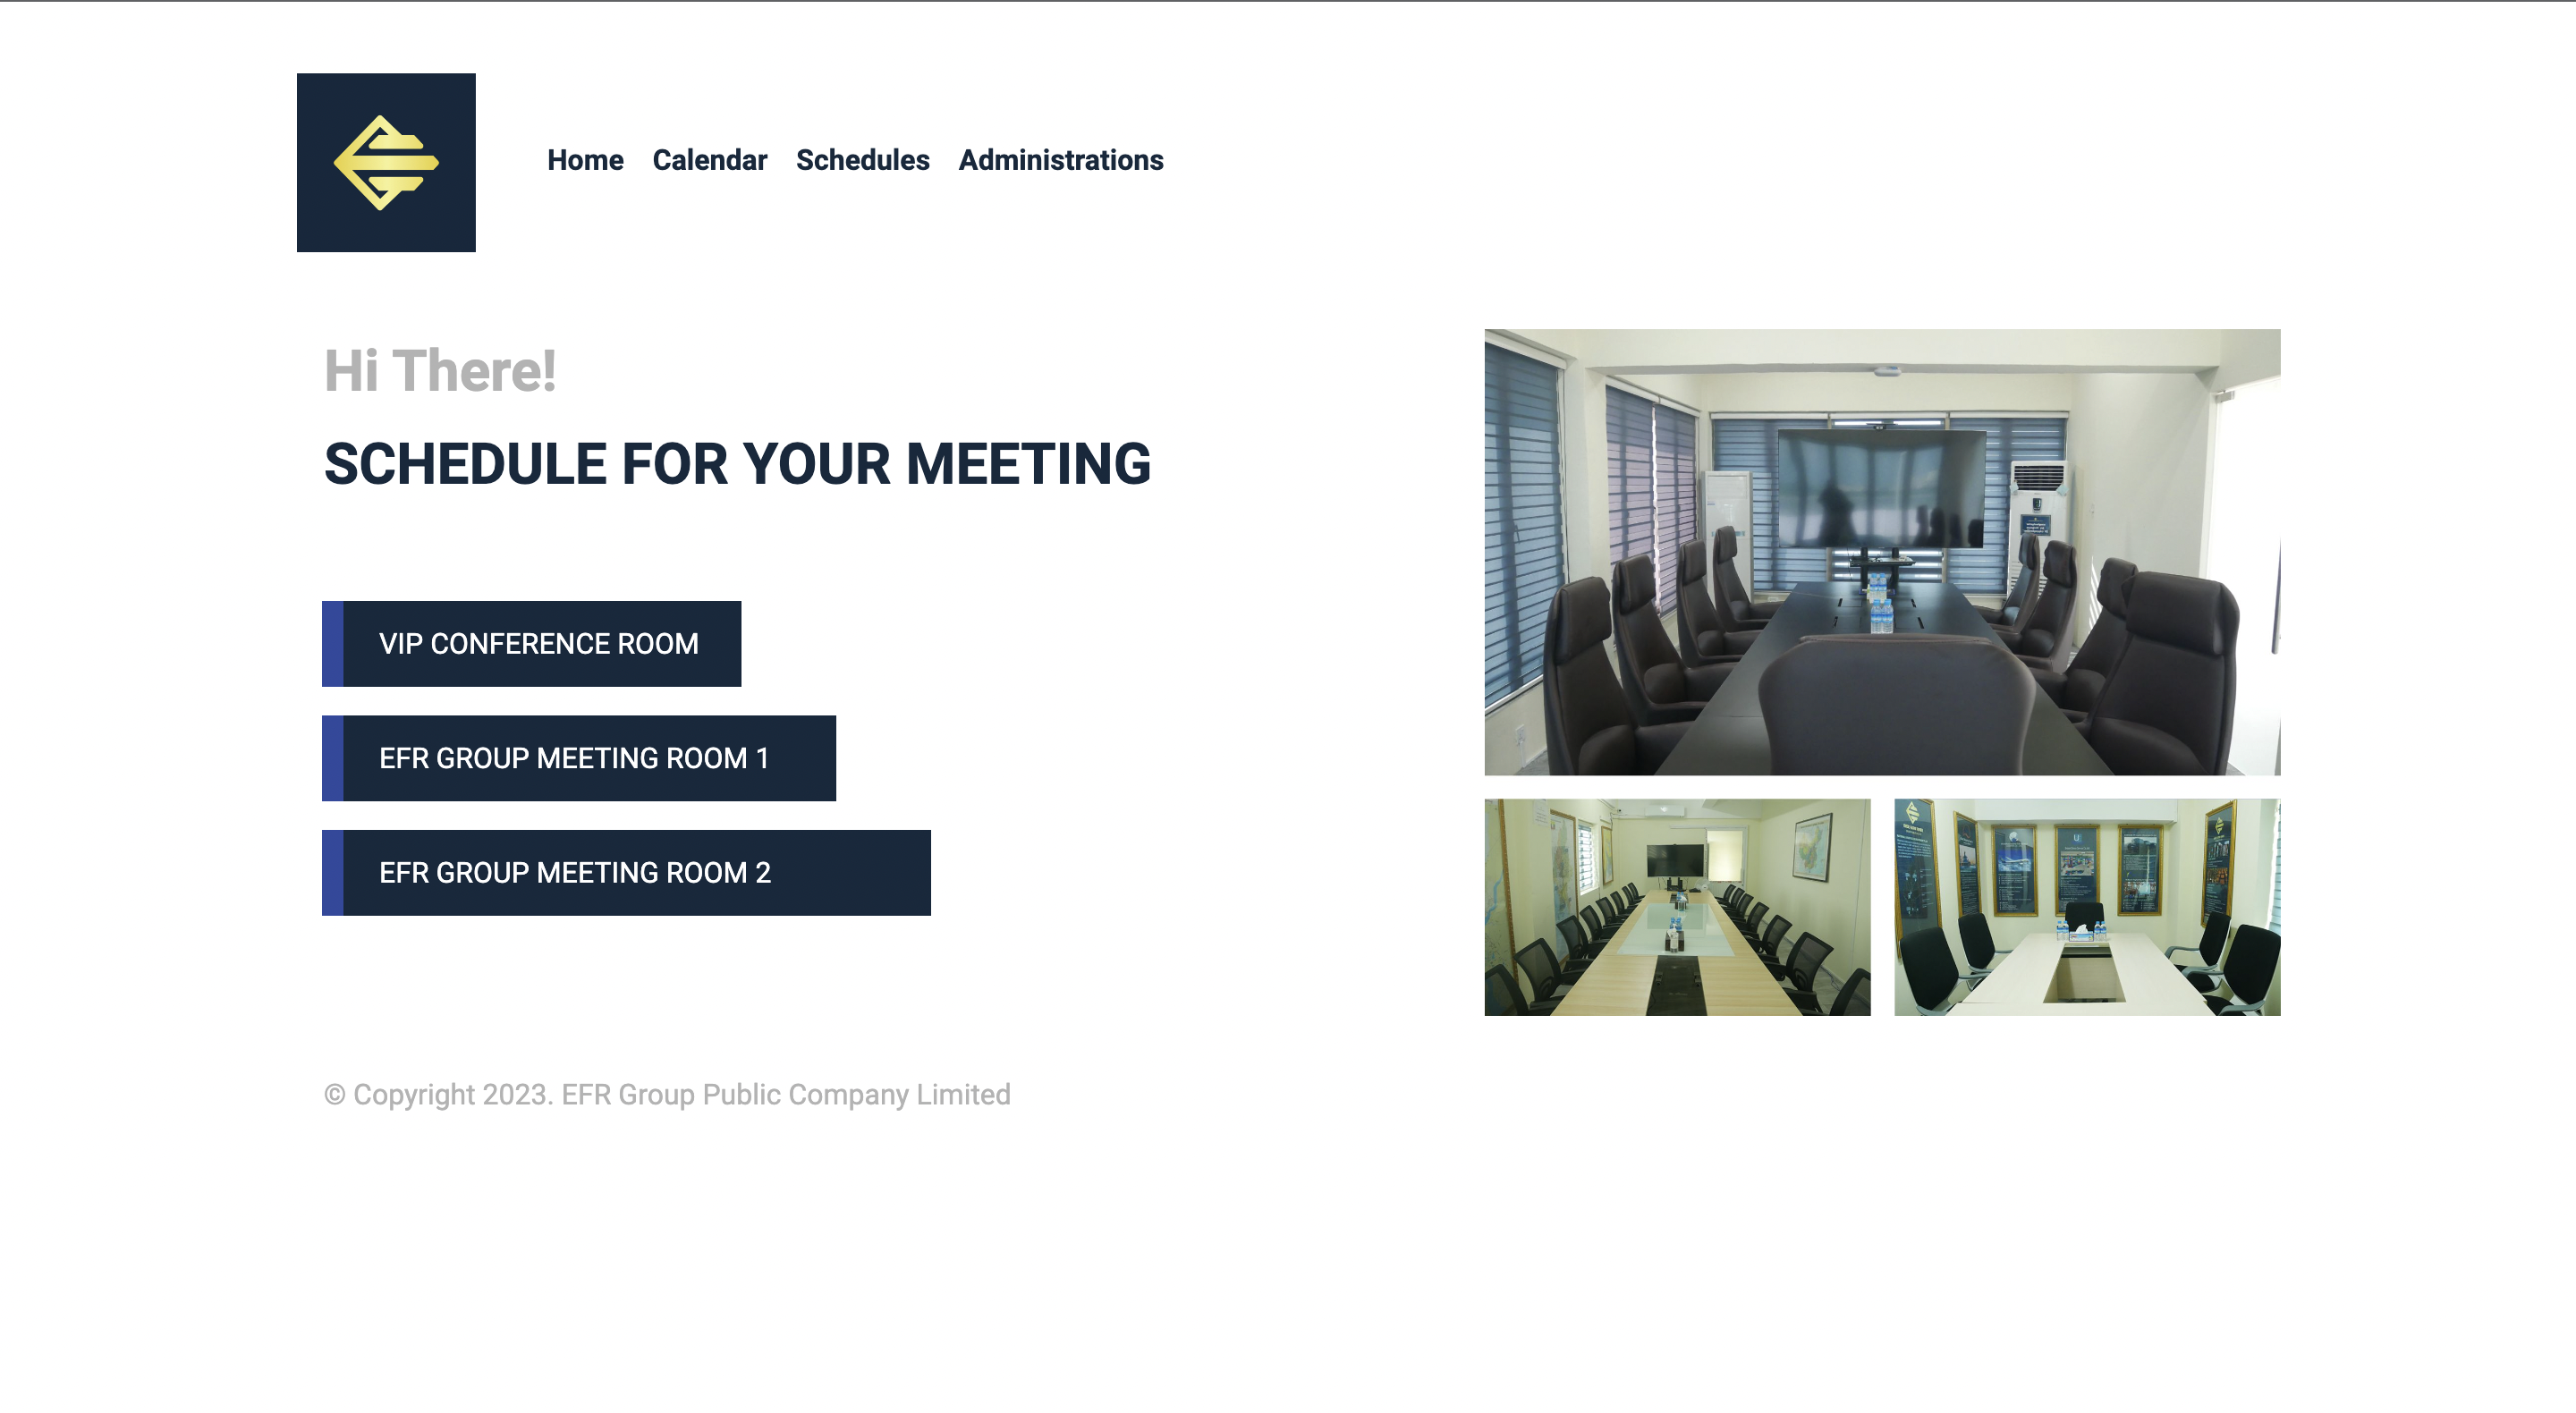 Home Calendar Schedules Administrations
Hi There!
SCHEDULE FOR YOUR MEETING
VIP CONFERENCE ROOM
EFR GROUP MEETING ROOM 1
EFR GROUP MEETING ROOM 2
© Copyright 2023. EFR Group Public Company Limited